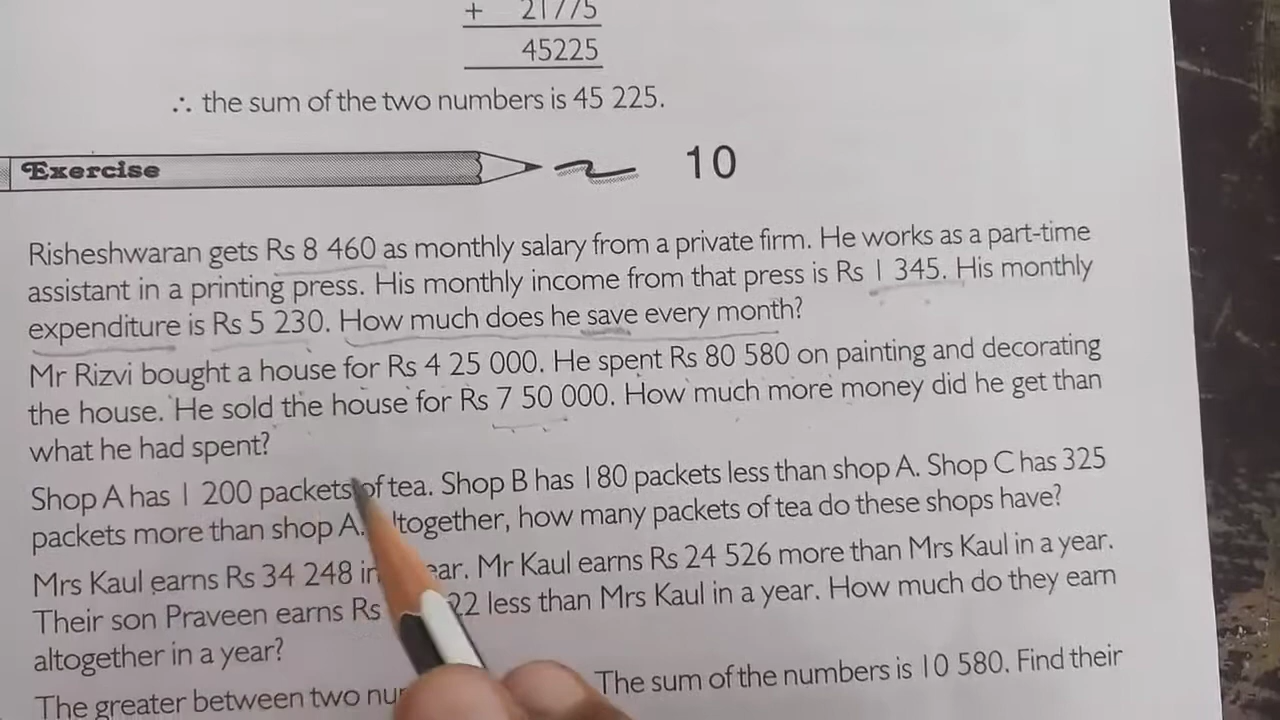 + 21775
45225
∴ the sum of the two numbers is 45 225.
Exercise 10
Risheshwaran gets Rs 8 460 as monthly salary from a private firm. He works as a part-time
assistant in a printing press. His monthly income from that press is Rs 1 345. His monthly
expenditure is Rs 5 230. How much does he save every month?
Mr Rizvi bought a house for Rs 4 25 000. He spent Rs 80 580 on painting and decorating
the house. He sold the house for Rs 7 50 000. How much more money did he get than
what he had spent?
Shop A has 1 200 packets of tea. Shop B has 180 packets less than shop A. Shop C has 325
packets more than shop A. ltogether, how many packets of tea do these shops have?
Mrs Kaul earns Rs 34 248 in ear. Mr Kaul earns Rs 24 526 more than Mrs Kaul in a year.
Their son Praveen earns Rs 22 less than Mrs Kaul in a year. How much do they earn
altogether in a year?
The greater between two The sum of the numbers is 10 580. Find their